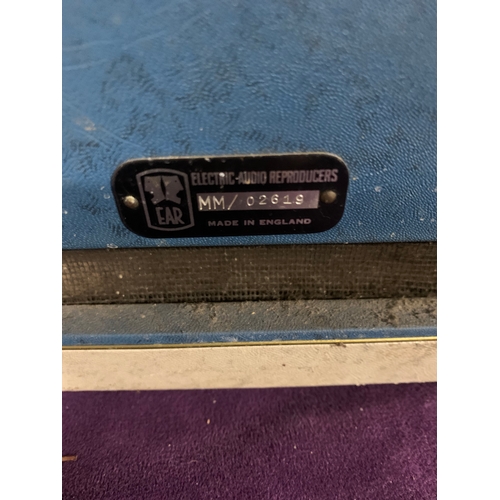 ELECTRIC-AUDIO REPRODUCERS
EAR
MM/02619
MADE IN ENGLAND